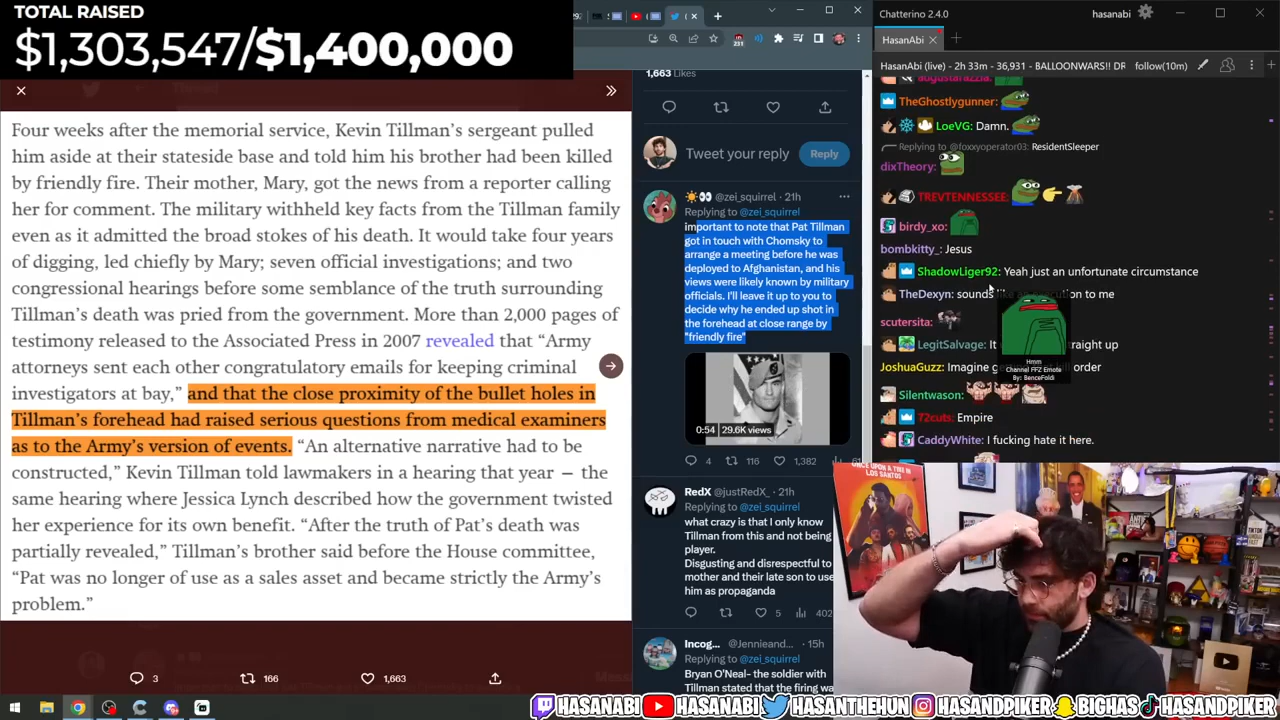 TOTAL RAISED
$1,303,547/$1,400,000
Four weeks after the memorial service, Kevin Tillman's sergeant pulled
him aside at their stateside base and told him his brother had been killed
by friendly fire. Their mother, Mary, got the news from a reporter calling
her for comment. The military withheld key facts from the Tillman family
even as it admitted the broad stokes of his death. It would take four years
of digging, led chiefly by Mary; seven official investigations; and two
congressional hearings before some semblance of the truth surrounding
Tillman's death was pried from the government. More than 2,000 pages of
testimony released to the Associated Press in 2007 revealed that “Army
attorneys sent each other congratulatory emails for keeping criminal
investigators at bay,” and that the close proximity of the bullet holes in
Tillman's forehead had raised serious questions from medical examiners
as to the Army's version of events. “An alternative narrative had to be
constructed,” Kevin Tillman told lawmakers in a hearing that year — the
same hearing where Jessica Lynch described how the government twisted
her experience for its own benefit. “After the truth of Pat's death was
partially revealed,” Tillman's brother said before the House committee,
“Pat was no longer of use as a sales asset and became strictly the Army's
problem.”
3
166
1,663
1,663 Likes
Tweet your reply
Reply
@zei_squirrel · 21h
Replying to @zei_squirrel
important to note that Pat Tillman
got in touch with Chomsky to
arrange a meeting before he was
deployed to Afghanistan, and his
views were likely known by military
officials. I'll leave it up to you to
decide why he ended up shot in
the forehead at close range by
"friendly fire"
0:54 29.6K views
4
116
1,382
RedX @justRedX_ · 21h
Replying to @zei_squirrel
what crazy is that I only know
Tillman from this and not being
player.
Disgusting and disrespectful to
mother and their late son to use
him as propaganda
5
402
Incog... @Jennieand... · 15h
Replying to @zei_squirrel
Bryan O'Neal- the soldier with
Tillman stated that the firing was
Chatterino 2.4.0
hasanabi
HasanAbi
HasanAbi (live) - 2h 33m - 36,931 - BALLOONWARS!! DR
follow(10m)
TheGhostlygunner:
LoeVG: Damn.
Replying to @foxxyoperator03: ResidentSleeper
dixTheory:
TREVTENNESSEE:
birdy_xo:
bombkitty_: Jesus
ShadowLiger92: Yeah just an unfortunate circumstance
TheDexyn: sounds
to me
scutersita:
LegitSalvage: It
raight up
JoshuaGuzz: Imagine
order
Hmm
Channel FFZ Emote
By: BenceFoldi
Silentwason:
72cuts: Empire
CaddyWhite: I fucking hate it here.
ONCE UPON A TIME IN
LOS SANTOS
HASANABI
HASANABI
HASANTHEHUN
HASANDPIKER
BIGHAS
HASANDPIKER